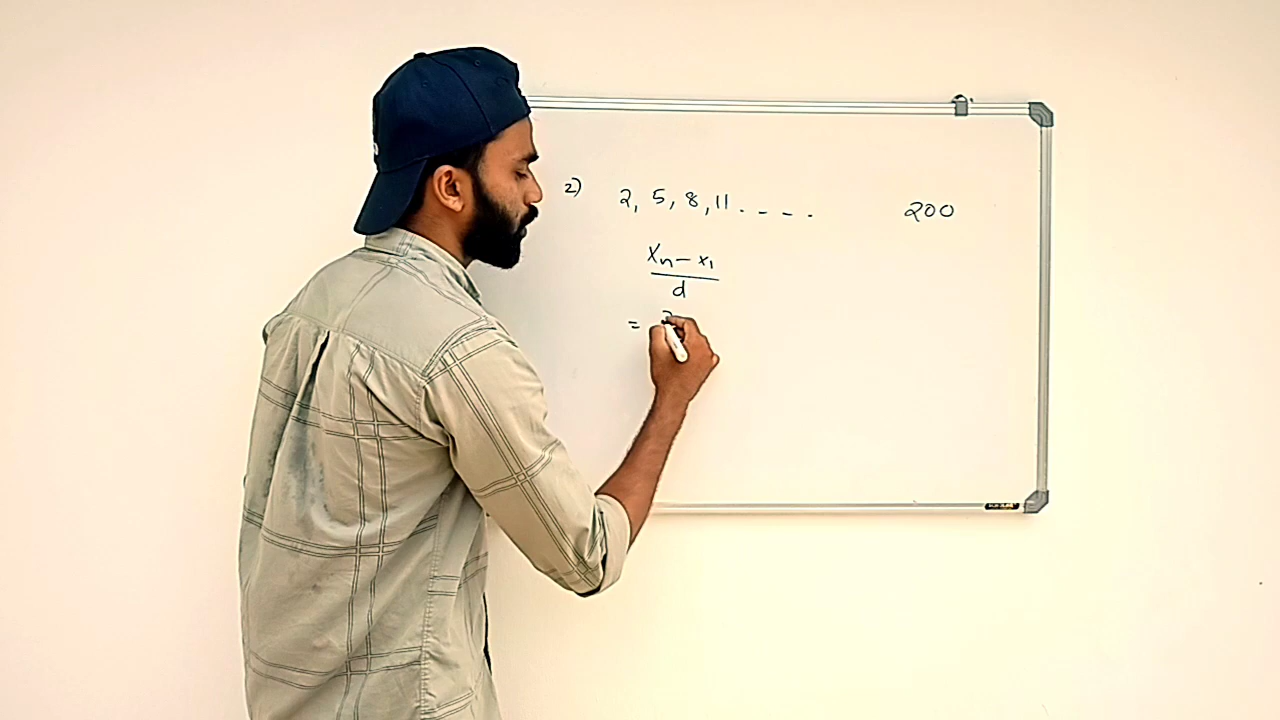 2) 2, 5, 8, 11 . - - - . 200
xn - x1
d
=